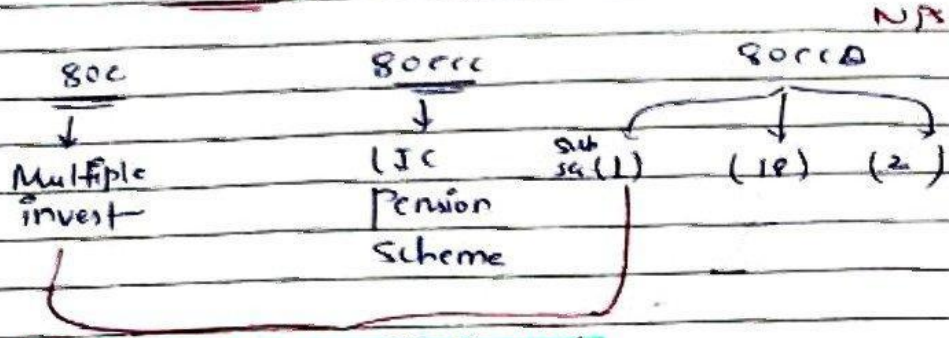 NPS
80C 80CCC 80CCD
Multiple invest LIC Pension Scheme sub sec (1) (1B) (2)